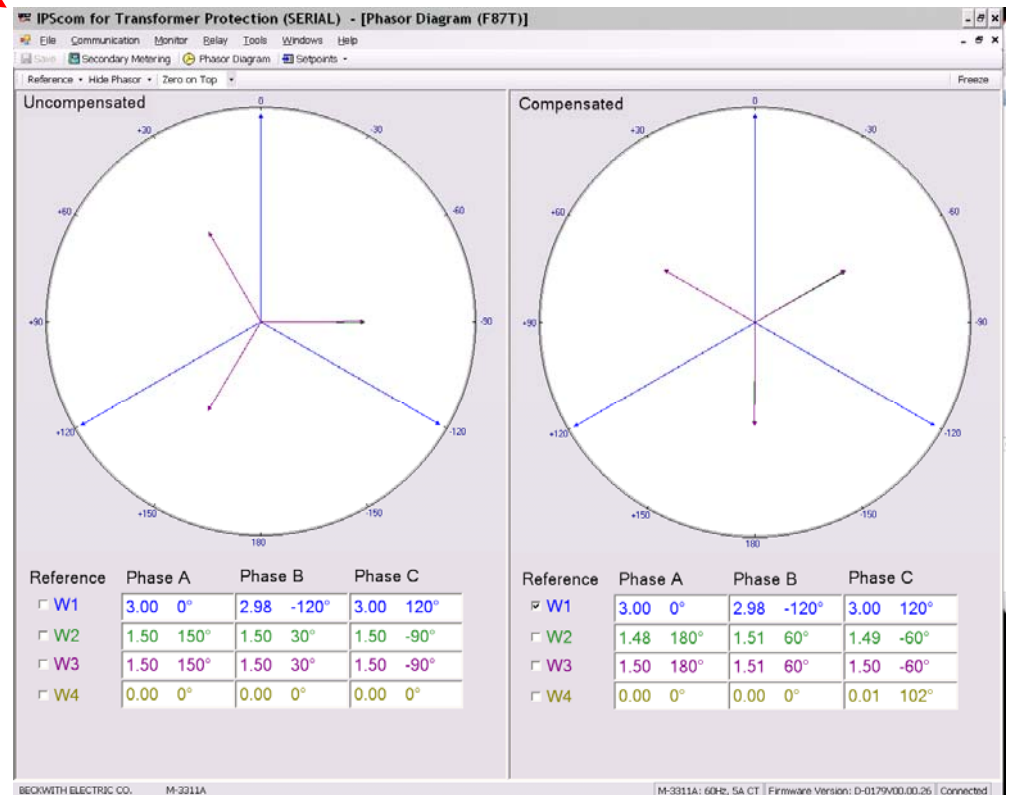 IPScom for Transformer Protection (SERIAL) - [Phasor Diagram (F87T)]
File Communication Monitor Relay Tools Windows Help
Save Secondary Metering Phasor Diagram Setpoints
Reference Hide Phasor Zero on Top Freeze
Uncompensated
0
+30 -30
+60 -60
+90 -90
+120 -120
+150 -150
180
Reference Phase A Phase B Phase C
W1 3.00 0° 2.98 -120° 3.00 120°
W2 1.50 150° 1.50 30° 1.50 -90°
W3 1.50 150° 1.50 30° 1.50 -90°
W4 0.00 0° 0.00 0° 0.00 0°
Compensated
0
+30 -30
+60 -60
+90 -90
+120 -120
+150 -150
180
Reference Phase A Phase B Phase C
W1 3.00 0° 2.98 -120° 3.00 120°
W2 1.48 180° 1.51 60° 1.49 -60°
W3 1.50 180° 1.51 60° 1.50 -60°
W4 0.00 0° 0.00 0° 0.01 102°
BECKWITH ELECTRIC CO. M-3311A M-3311A: 60Hz, 5A CT Firmware Version: D-0179V00.00.26 Connected